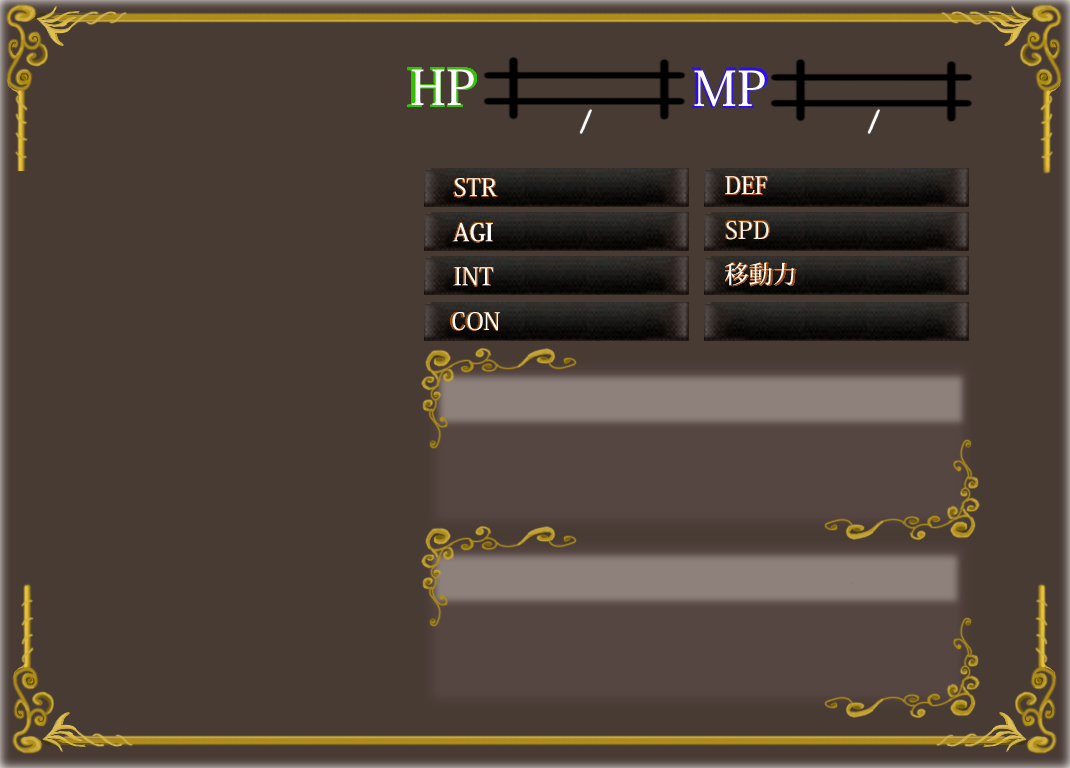 HP MP
/ /
STR DEF
AGI SPD
INT 移動力
CON